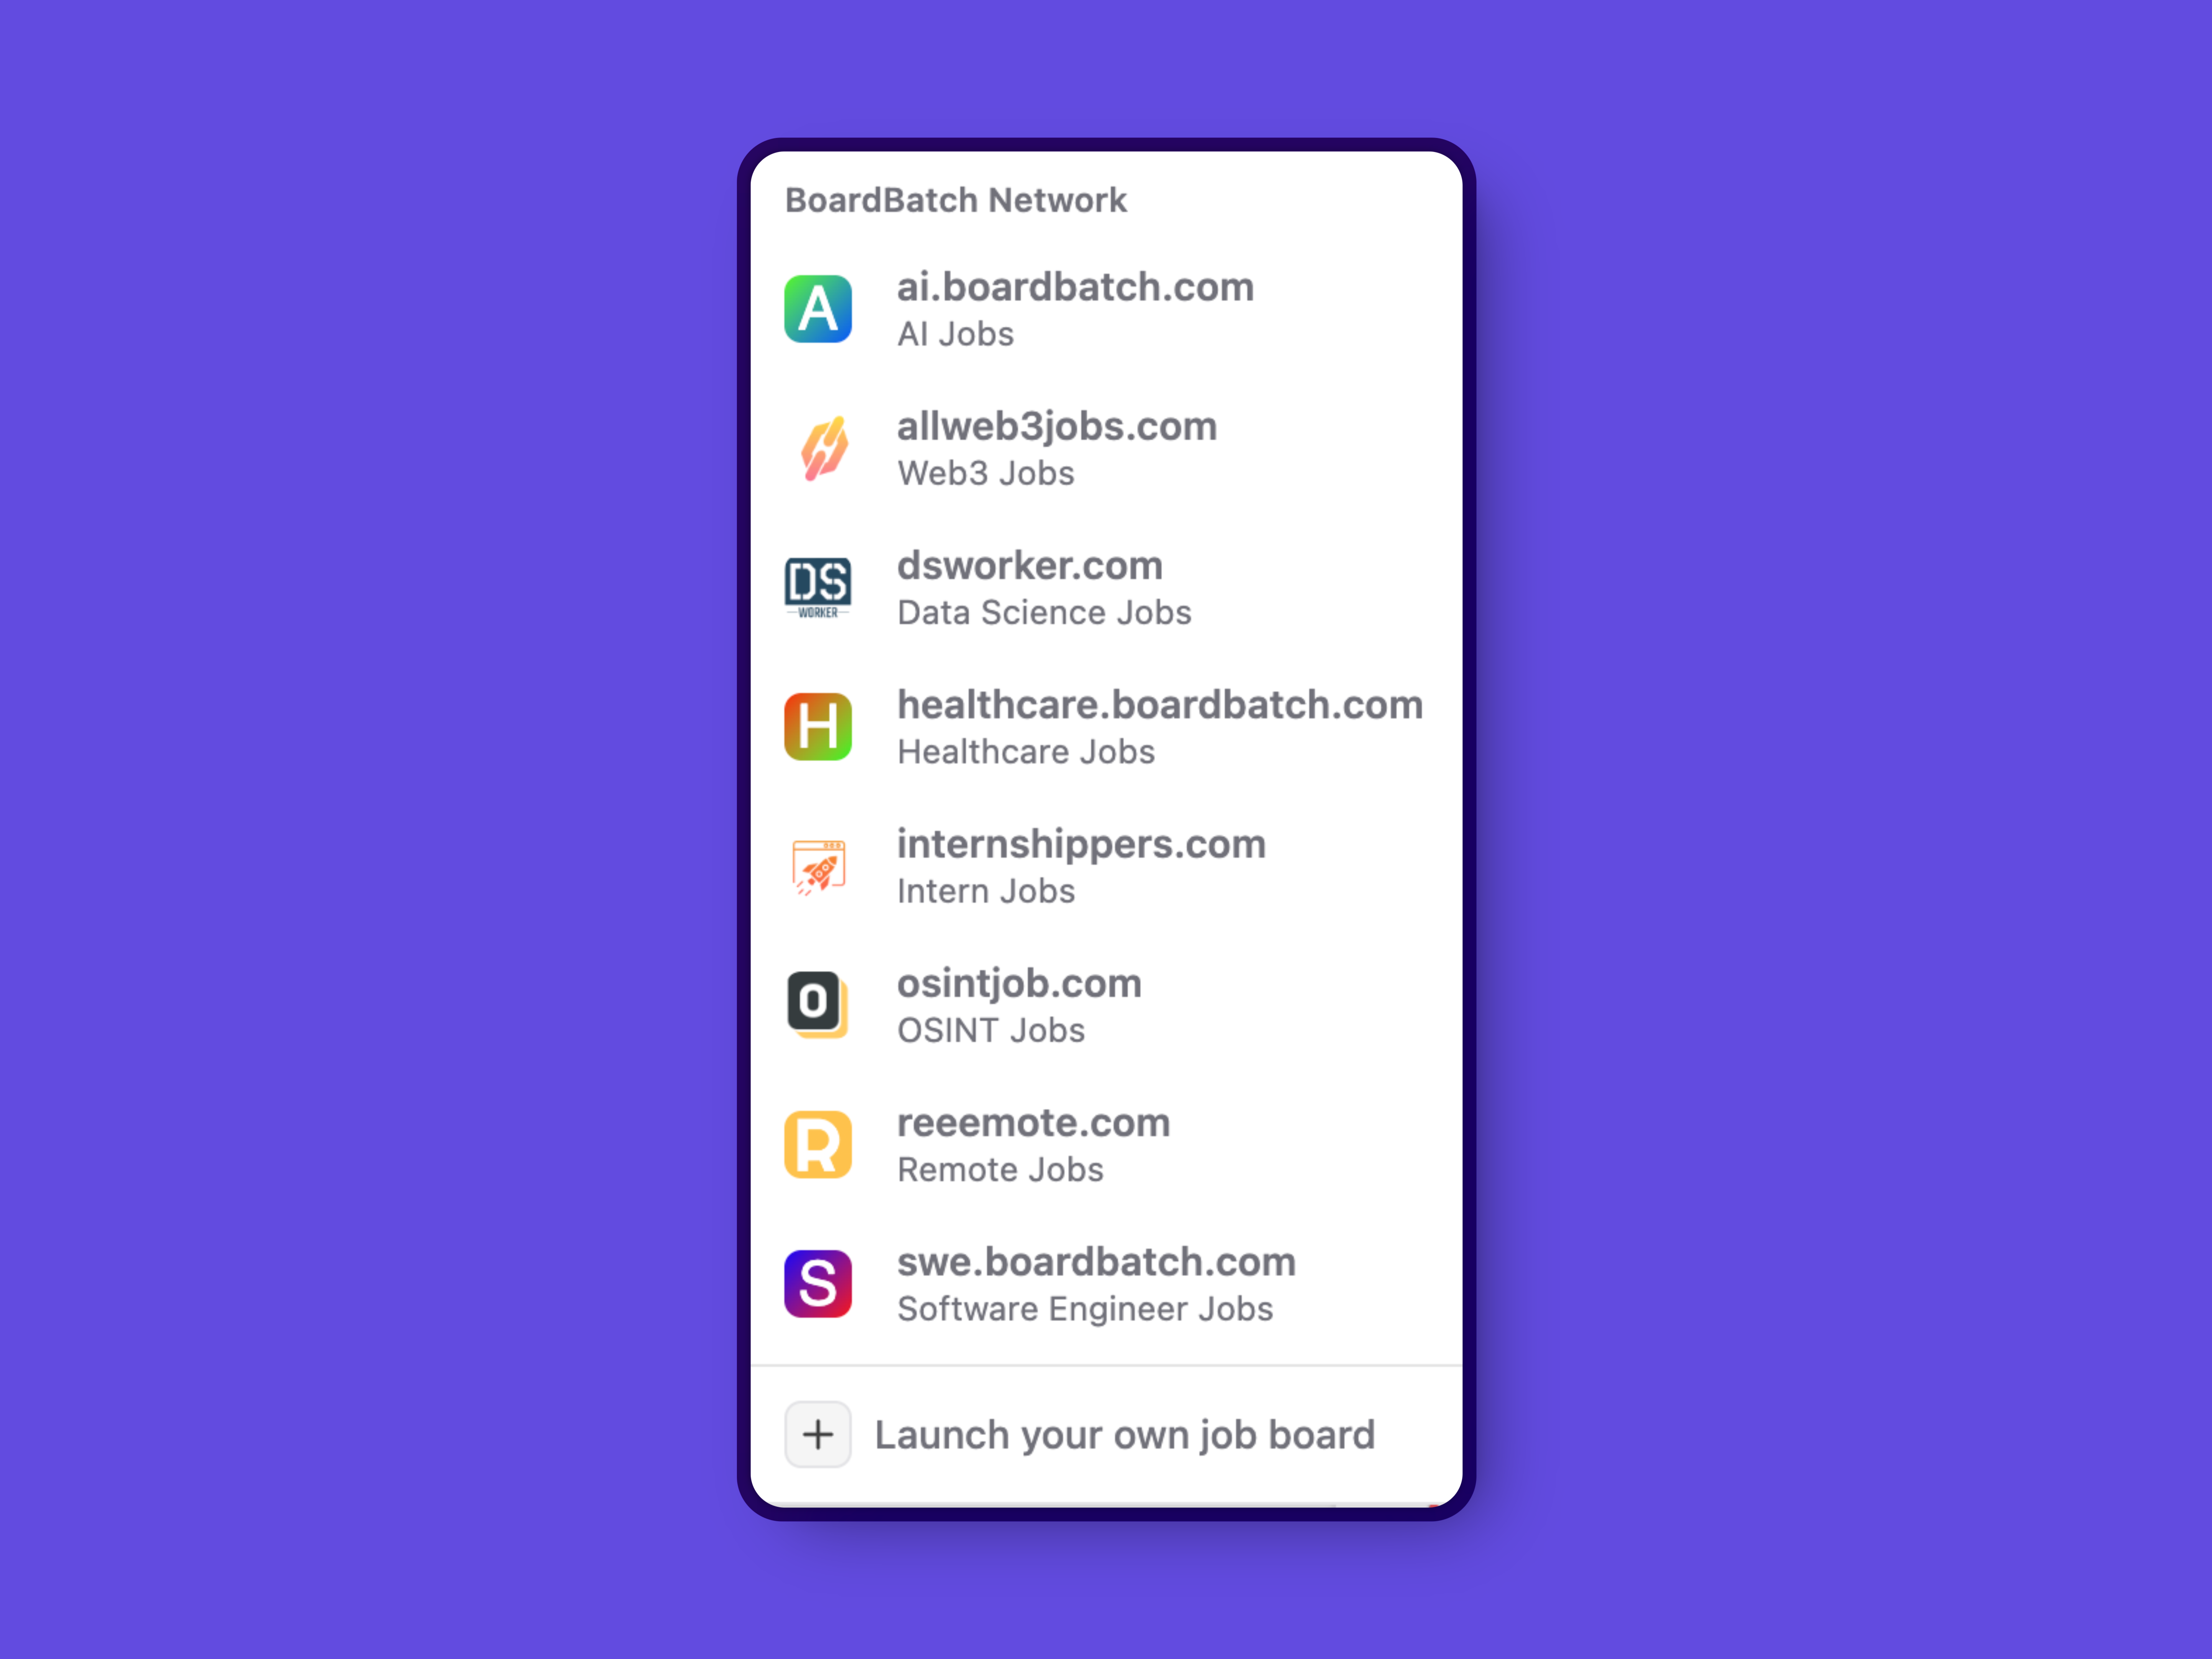 BoardBatch Network
A
ai.boardbatch.com
AI Jobs
allweb3jobs.com
Web3 Jobs
DS
WORKER
dsworker.com
Data Science Jobs
H
healthcare.boardbatch.com
Healthcare Jobs
internshippers.com
Intern Jobs
O
osintjob.com
OSINT Jobs
R
reeemote.com
Remote Jobs
S
swe.boardbatch.com
Software Engineer Jobs
+ Launch your own job board